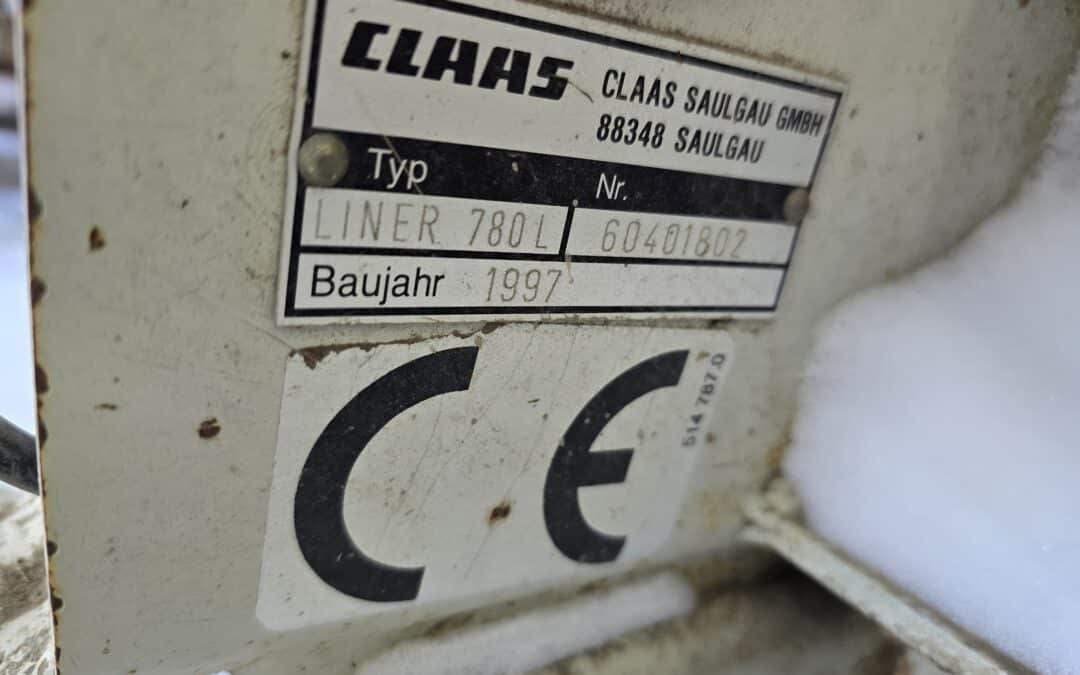 CLAAS
CLAAS SAULGAU GMBH
88348 SAULGAU
Typ Nr.
LINER 780L 60401802
Baujahr 1997
CE
514 787.0